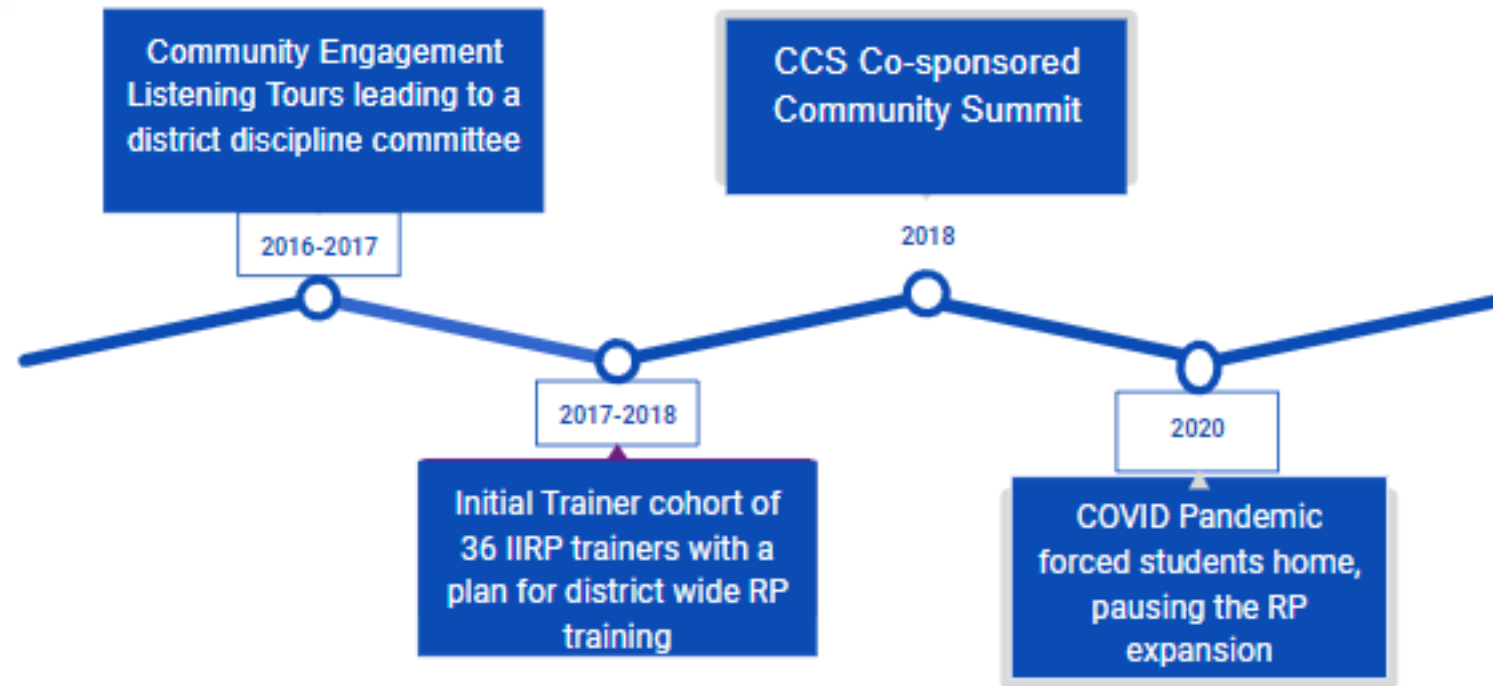 Community Engagement
Listening Tours leading to a
district discipline committee
2016-2017
2017-2018
Initial Trainer cohort of
36 IIRP trainers with a
plan for district wide RP
training
CCS Co-sponsored
Community Summit
2018
2020
COVID Pandemic
forced students home,
pausing the RP
expansion